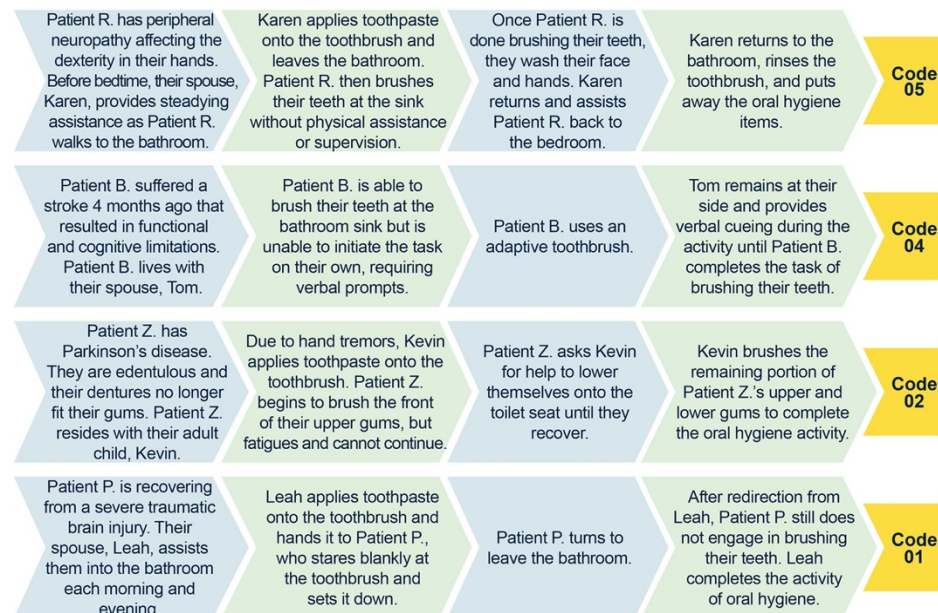 Patient R. has peripheral
neuropathy affecting the
dexterity in their hands.
Before bedtime, their spouse,
Karen, provides steadying
assistance as Patient R.
walks to the bathroom.
Karen applies toothpaste
onto the toothbrush and
leaves the bathroom.
Patient R. then brushes
their teeth at the sink
without physical assistance
or supervision.
Once Patient R. is
done brushing their teeth,
they wash their face
and hands. Karen
returns and assists
Patient R. back to
the bedroom.
Karen returns to the
bathroom, rinses the
toothbrush, and puts
away the oral hygiene
items.
Code
05
Patient B. suffered a
stroke 4 months ago that
resulted in functional
and cognitive limitations.
Patient B. lives with
their spouse, Tom.
Patient B. is able to
brush their teeth at the
bathroom sink but is
unable to initiate the task
on their own, requiring
verbal prompts.
Patient B. uses an
adaptive toothbrush.
Tom remains at their
side and provides
verbal cueing during the
activity until Patient B.
completes the task of
brushing their teeth.
Code
04
Patient Z. has
Parkinson's disease.
They are edentulous and
their dentures no longer
fit their gums. Patient Z.
resides with their adult
child, Kevin.
Due to hand tremors, Kevin
applies toothpaste onto the
toothbrush. Patient Z.
begins to brush the front
of their upper gums, but
fatigues and cannot continue.
Patient Z. asks Kevin
for help to lower
themselves onto the
toilet seat until they
recover.
Kevin brushes the
remaining portion of
Patient Z.'s upper and
lower gums to complete
the oral hygiene activity.
Code
02
Patient P. is recovering
from a severe traumatic
brain injury. Their
spouse, Leah, assists
them into the bathroom
each morning and
evening.
Leah applies toothpaste
onto the toothbrush and
hands it to Patient P.,
who stares blankly at
the toothbrush and
sets it down.
Patient P. turns to
leave the bathroom.
After redirection from
Leah, Patient P. still does
not engage in brushing
their teeth. Leah
completes the activity
of oral hygiene.
Code
01